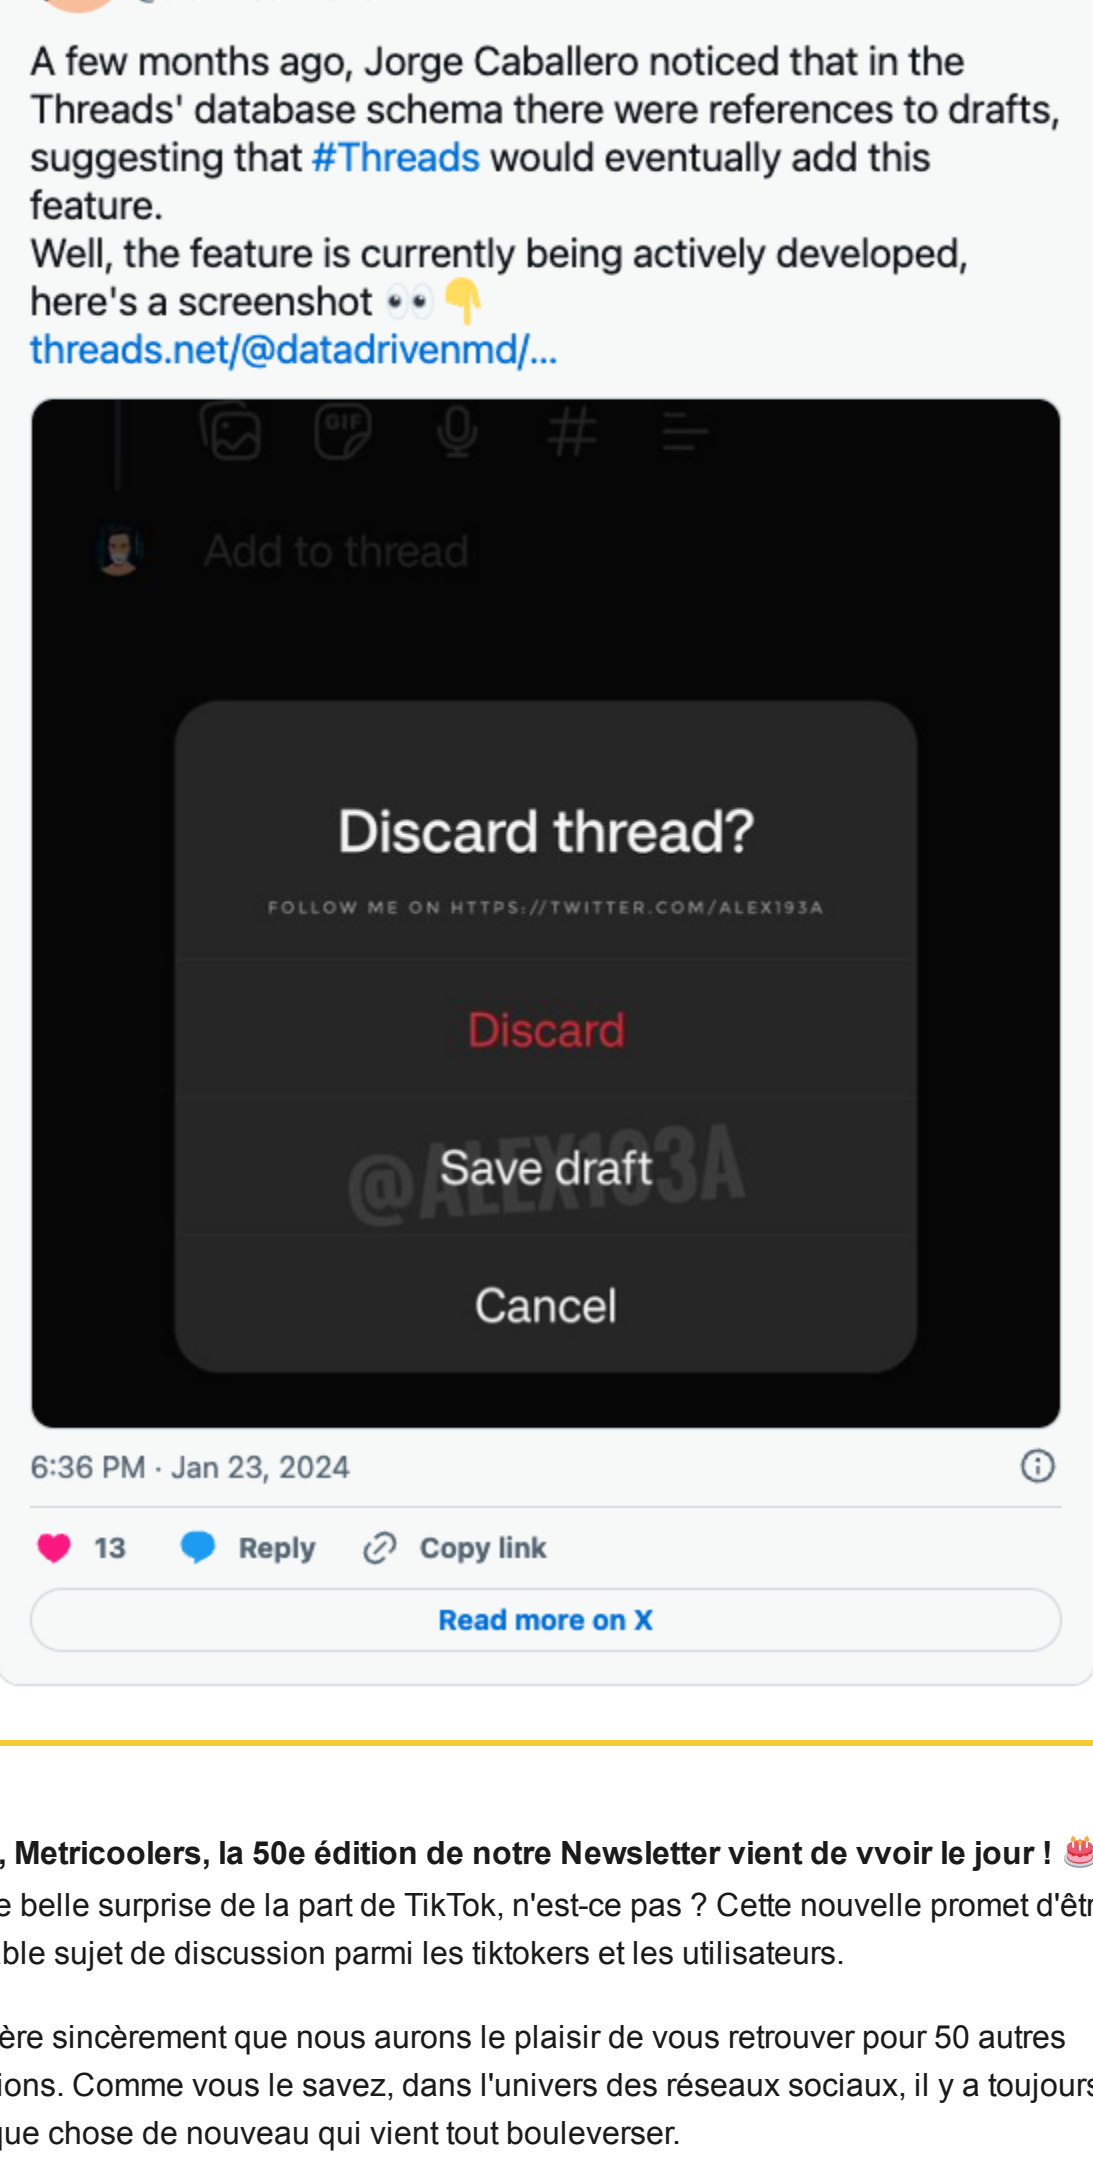 A few months ago, Jorge Caballero noticed that in the
Threads' database schema there were references to drafts,
suggesting that #Threads would eventually add this
feature.
Well, the feature is currently being actively developed,
here's a screenshot 👀👇
threads.net/@datadrivenmd/...
GIF
Add to thread
Discard thread?
FOLLOW ME ON HTTPS://TWITTER.COM/ALEX193A
Discard
@ALEX193A
Save draft
Cancel
6:36 PM · Jan 23, 2024
13 Reply Copy link
Read more on X
, Metricoolers, la 50e édition de notre Newsletter vient de vvoir le jour ! 🎂
e belle surprise de la part de TikTok, n'est-ce pas ? Cette nouvelle promet d'êtr
ble sujet de discussion parmi les tiktokers et les utilisateurs.
ère sincèrement que nous aurons le plaisir de vous retrouver pour 50 autres
ions. Comme vous le savez, dans l'univers des réseaux sociaux, il y a toujours
que chose de nouveau qui vient tout bouleverser.